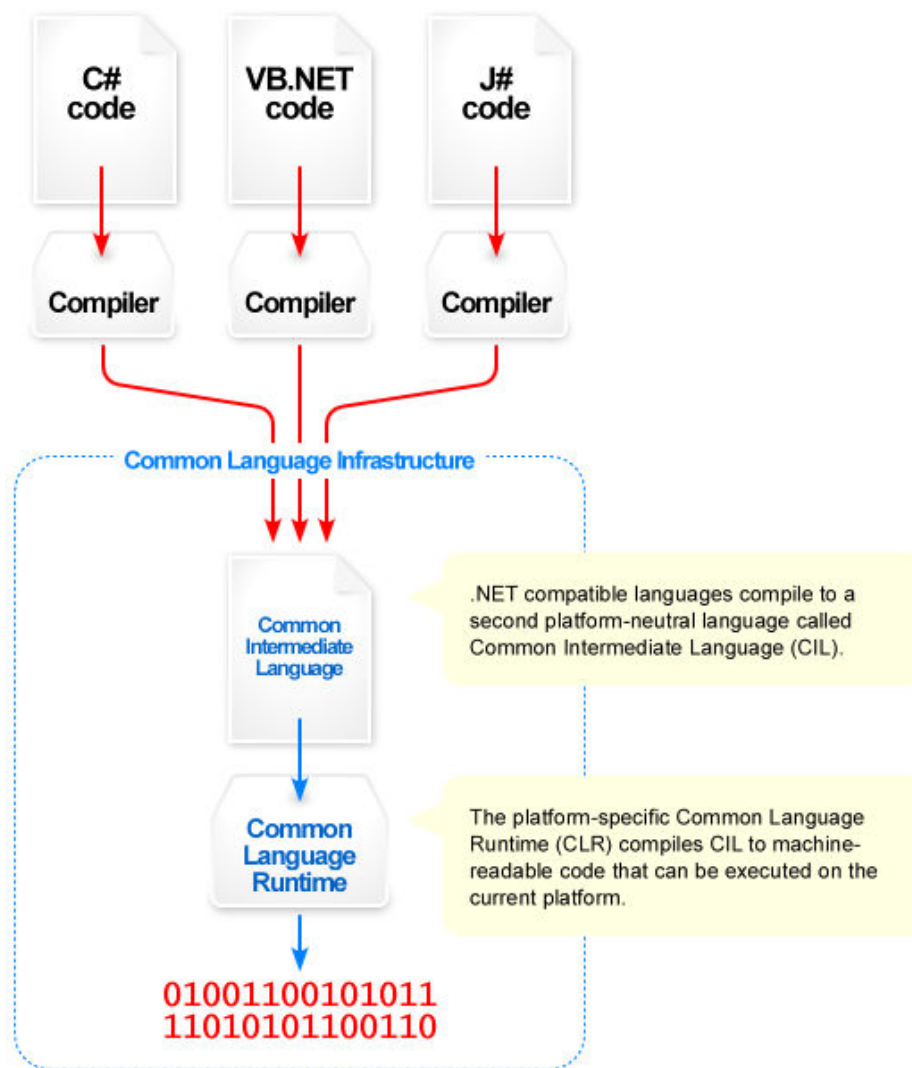 C#
code
VB.NET
code
J#
code
Compiler
Compiler
Compiler
Common Language Infrastructure
Common
Intermediate
Language
.NET compatible languages compile to a
second platform-neutral language called
Common Intermediate Language (CIL).
Common
Language
Runtime
The platform-specific Common Language
Runtime (CLR) compiles CIL to machine-
readable code that can be executed on the
current platform.
01001100101011
11010101100110